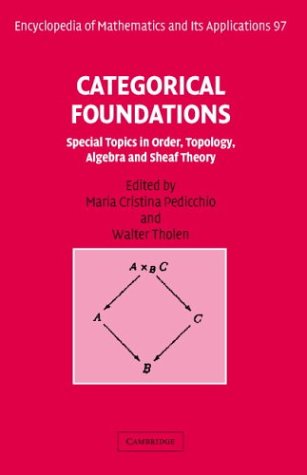 Encyclopedia of Mathematics and Its Applications 97
CATEGORICAL
FOUNDATIONS
Special Topics in Order, Topology,
Algebra and Sheaf Theory
Edited by
Maria Cristina Pedicchio
and
Walter Tholen
A ×_B C
A C
B
CAMBRIDGE